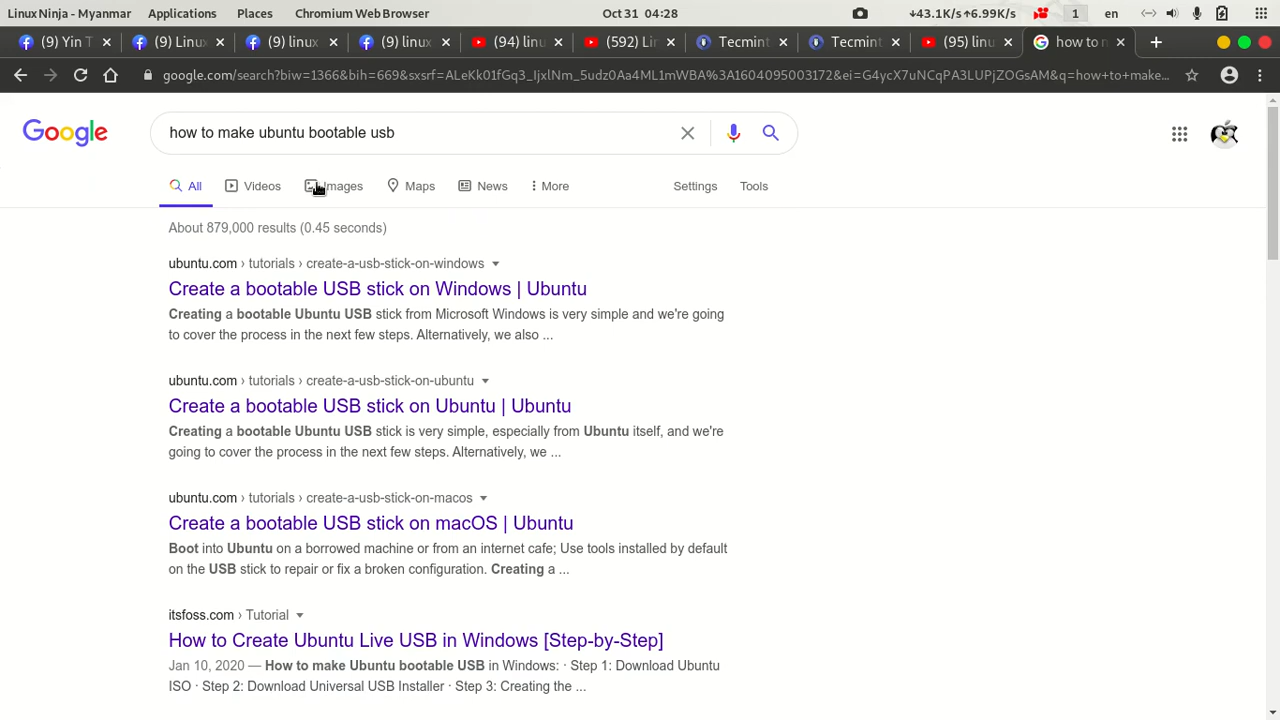 Linux Ninja - Myanmar Applications Places Chromium Web Browser Oct 31 04:28 ↓43.1K/s↑6.99K/s 1 en
(9) Yin T (9) Linux (9) linux (9) linux (94) linu (592) Lin Tecmint Tecmint (95) linu how to m
google.com/search?biw=1366&bih=669&sxsrf=ALeKk01fGq3_IjxlNm_5udz0Aa4ML1mWBA%3A1604095003172&ei=G4ycX7uNCqPA3LUPjZOGsAM&q=how+to+make...
Google how to make ubuntu bootable usb
All Videos Images Maps News More Settings Tools
About 879,000 results (0.45 seconds)
ubuntu.com › tutorials › create-a-usb-stick-on-windows
Create a bootable USB stick on Windows | Ubuntu
Creating a bootable Ubuntu USB stick from Microsoft Windows is very simple and we're going
to cover the process in the next few steps. Alternatively, we also ...
ubuntu.com › tutorials › create-a-usb-stick-on-ubuntu
Create a bootable USB stick on Ubuntu | Ubuntu
Creating a bootable Ubuntu USB stick is very simple, especially from Ubuntu itself, and we're
going to cover the process in the next few steps. Alternatively, we ...
ubuntu.com › tutorials › create-a-usb-stick-on-macos
Create a bootable USB stick on macOS | Ubuntu
Boot into Ubuntu on a borrowed machine or from an internet cafe; Use tools installed by default
on the USB stick to repair or fix a broken configuration. Creating a ...
itsfoss.com › Tutorial
How to Create Ubuntu Live USB in Windows [Step-by-Step]
Jan 10, 2020 — How to make Ubuntu bootable USB in Windows: · Step 1: Download Ubuntu
ISO · Step 2: Download Universal USB Installer · Step 3: Creating the ...